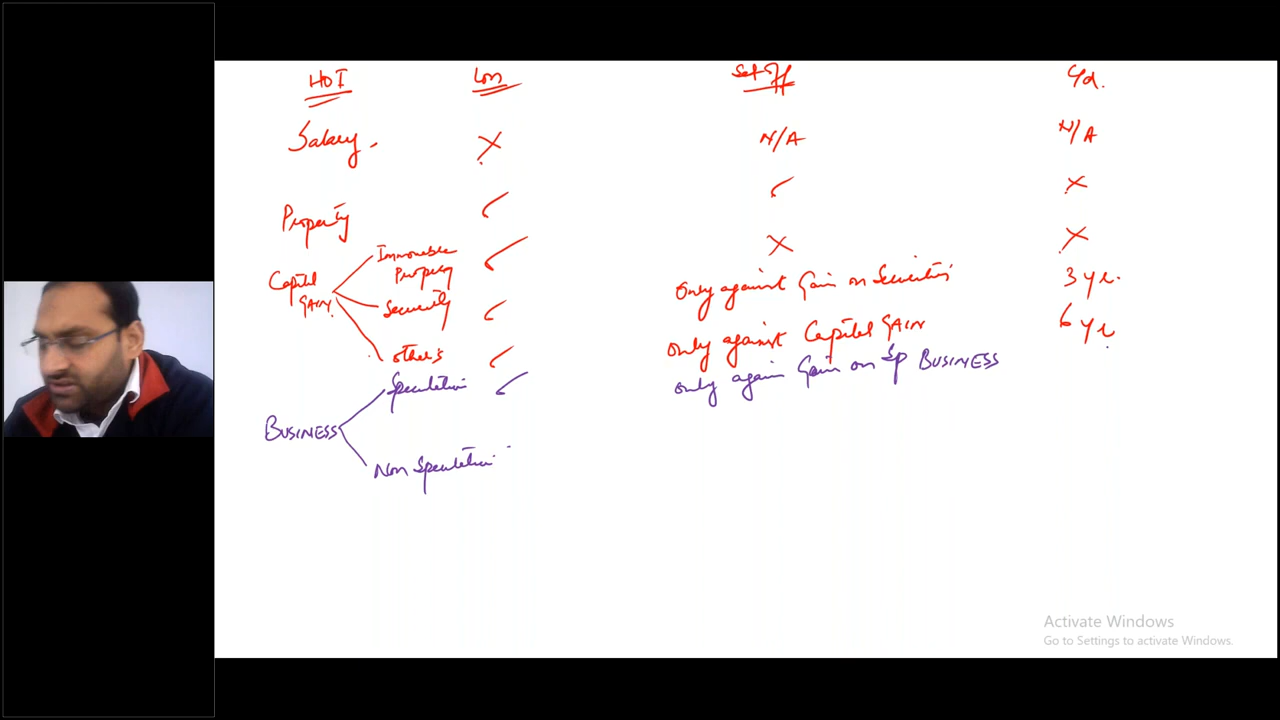 HOI Loss Set off C/d.
Salary. X N/A N/A
Property ✓ ✓ X
Capital GAIN.
Immovable Property ✓ X X
Security ✓ only against Gain on Securities 3 yr.
other's ✓ only against Capital GAIN 6 yr
BUSINESS
Speculation ✓ only again Gain on Sp BUSINESS
Non Speculation
Activate Windows
Go to Settings to activate Windows.